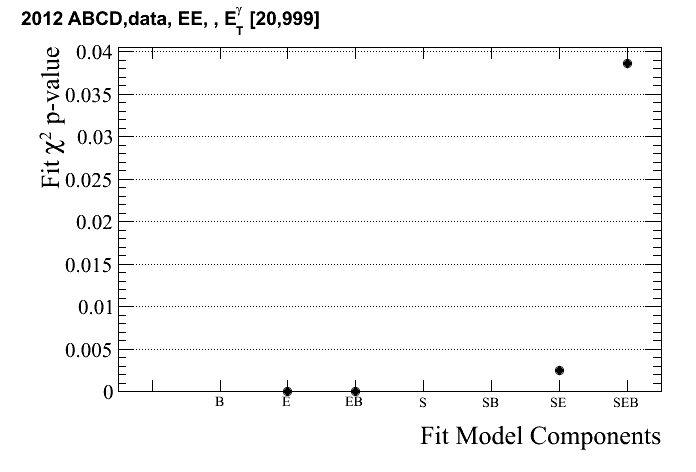 2012 ABCD,data, EE, , E_T^γ [20,999]
Fit χ² p-value
0.04
0.035
0.03
0.025
0.02
0.015
0.01
0.005
0
B E EB S SB SE SEB
Fit Model Components